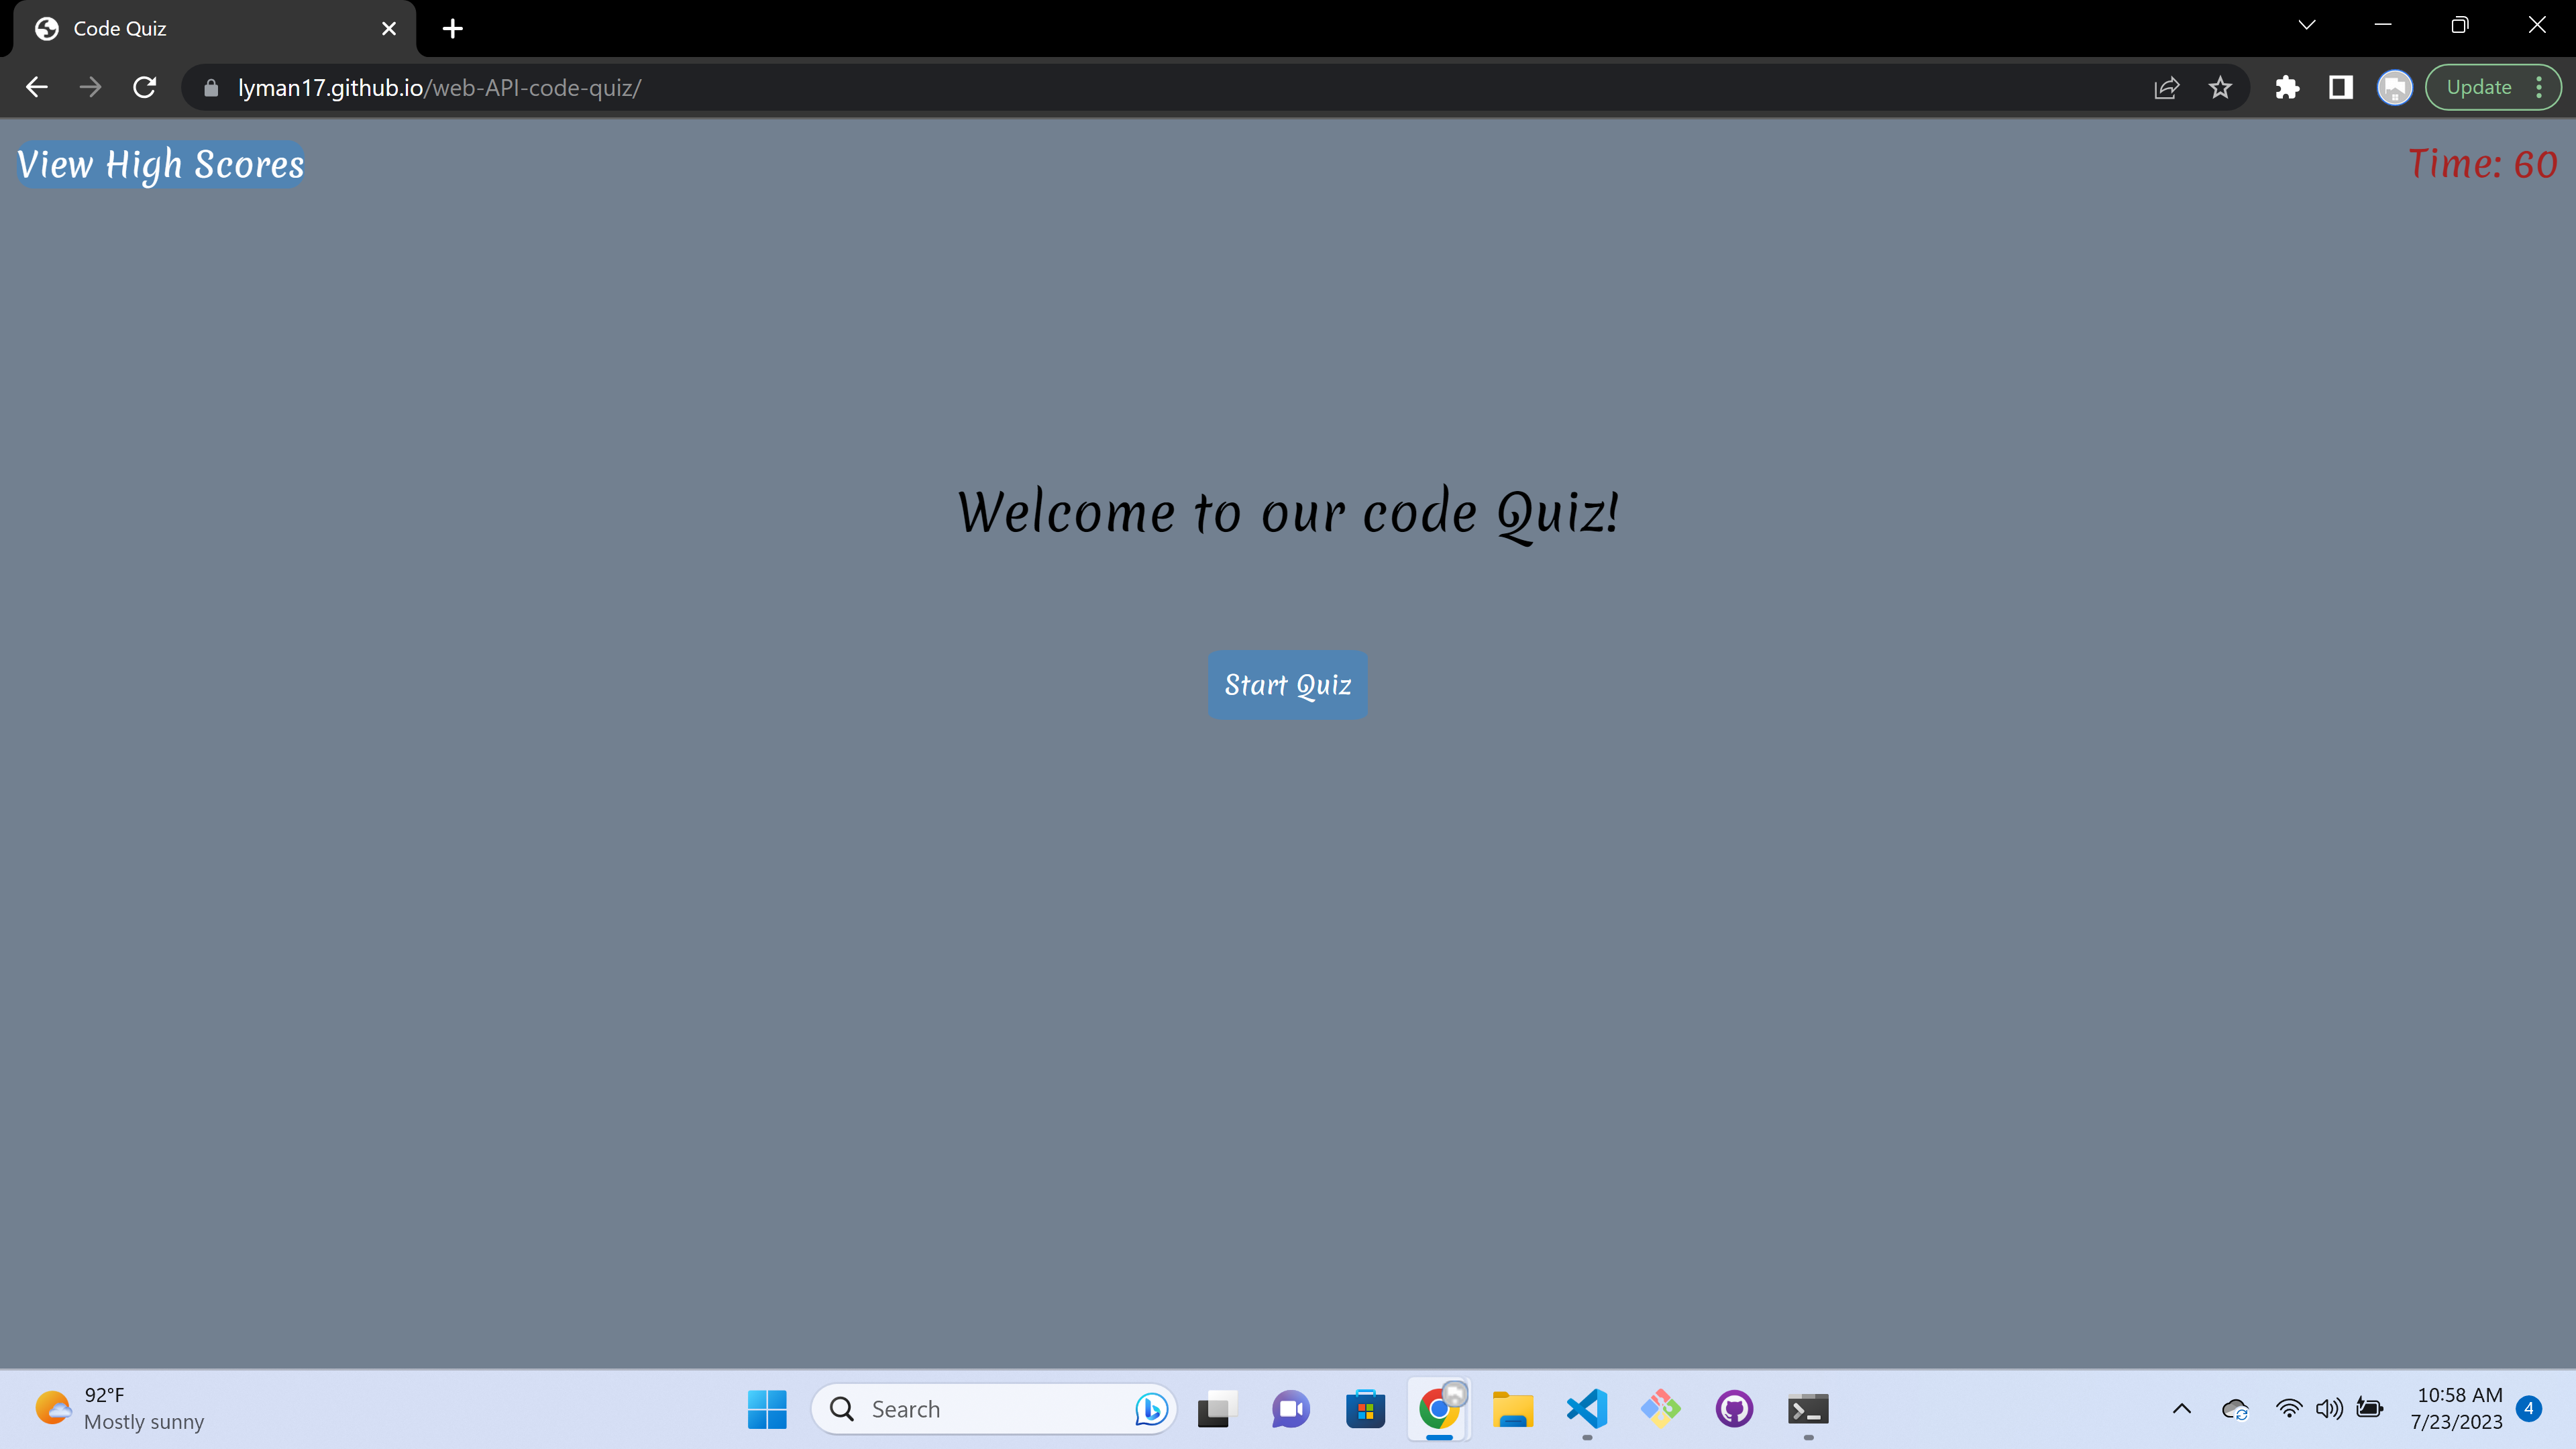 Code Quiz
lyman17.github.io/web-API-code-quiz/
Update
View High Scores
Time: 60
Welcome to our code Quiz!
Start Quiz
92°F
Mostly sunny
Search
10:58 AM
7/23/2023
4